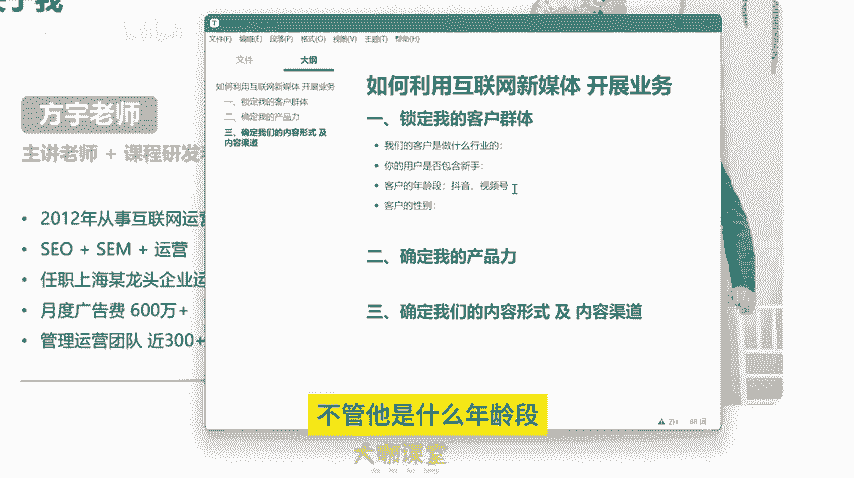 关于我
方宇老师
主讲老师 + 课程研发
2012年从事互联网运营
SEO + SEM + 运营
任职上海某龙头企业运
月度广告费 600万+
管理运营团队 近300+
文件(F) 编辑(E) 段落(P) 格式(O) 视图(V) 主题(T) 帮助(H)
文件 大纲
如何利用互联网新媒体 开展业务
一、锁定我的客户群体
二、确定我的产品力
三、确定我们的内容形式 及
内容渠道
如何利用互联网新媒体 开展业务
一、锁定我的客户群体
我们的客户是做什么行业的：
你的用户是否包含新手：
客户的年龄段：抖音、视频号
客户的性别：
二、确定我的产品力
三、确定我们的内容形式 及 内容渠道
不管他是什么年龄段